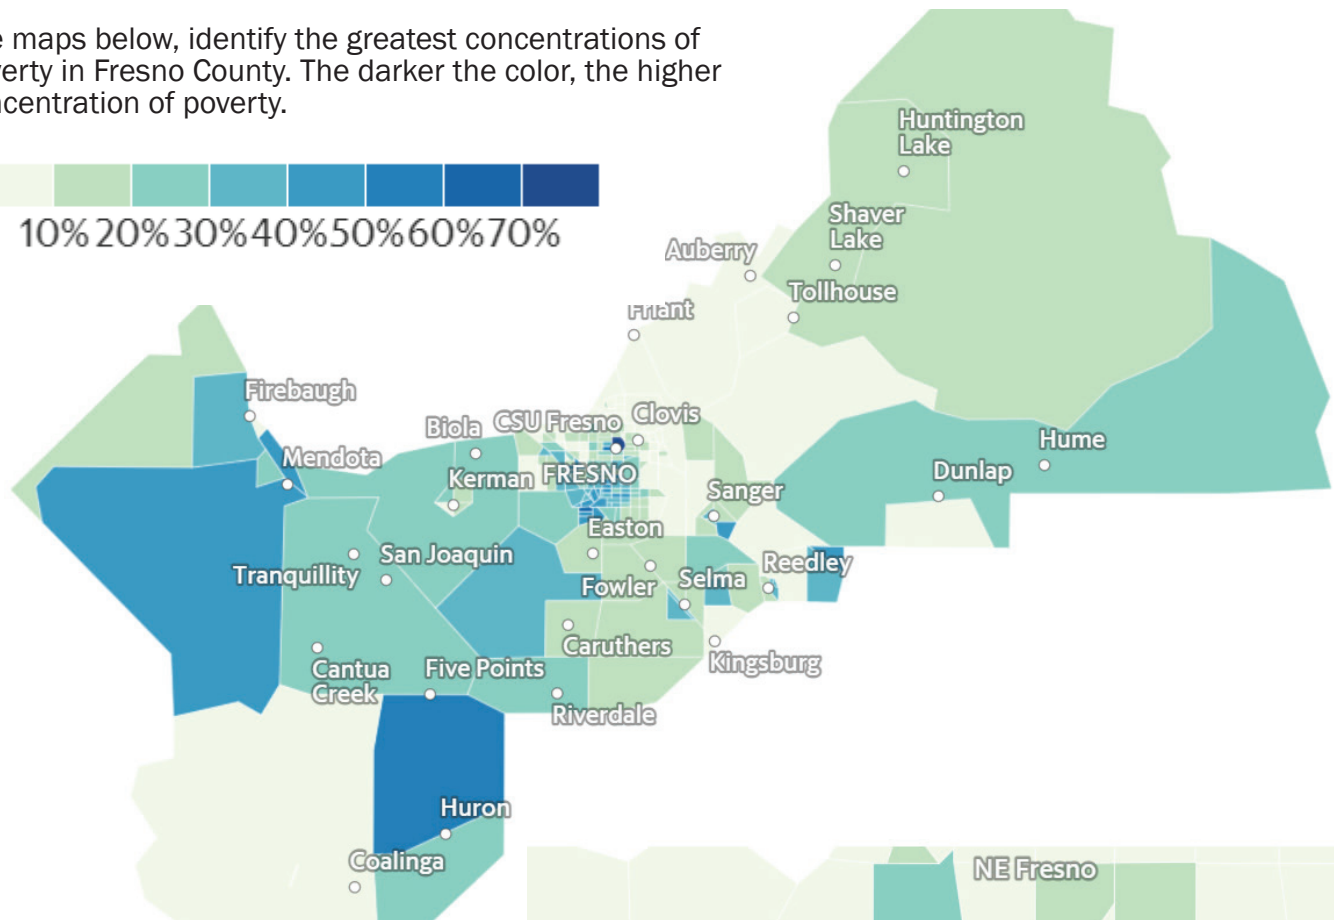 e maps below, identify the greatest concentrations of
verty in Fresno County. The darker the color, the higher
ncentration of poverty.
10% 20% 30% 40% 50% 60% 70%
Huntington
Lake
Shaver
Lake
Auberry
Tollhouse
Friant
Firebaugh
Biola
CSU Fresno
Clovis
Mendota
Kerman
FRESNO
Hume
Dunlap
Sanger
Easton
Tranquillity
San Joaquin
Fowler
Selma
Reedley
Caruthers
Kingsburg
Cantua
Creek
Five Points
Riverdale
Huron
Coalinga
NE Fresno